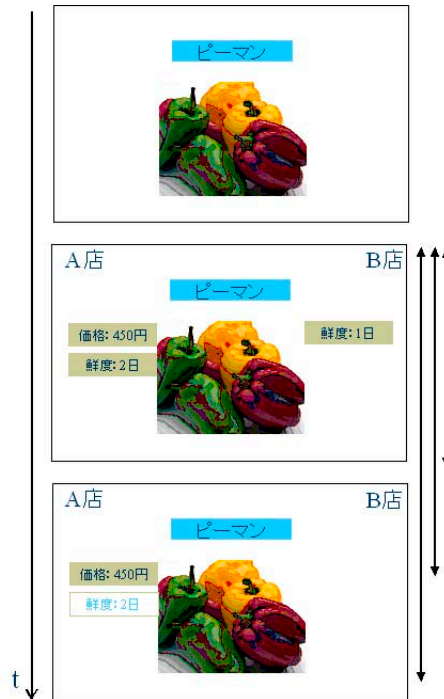 ピーマン
A店 B店
ピーマン
価格：450円
鮮度：1日
鮮度：2日
A店 B店
ピーマン
価格：450円
鮮度：2日
t